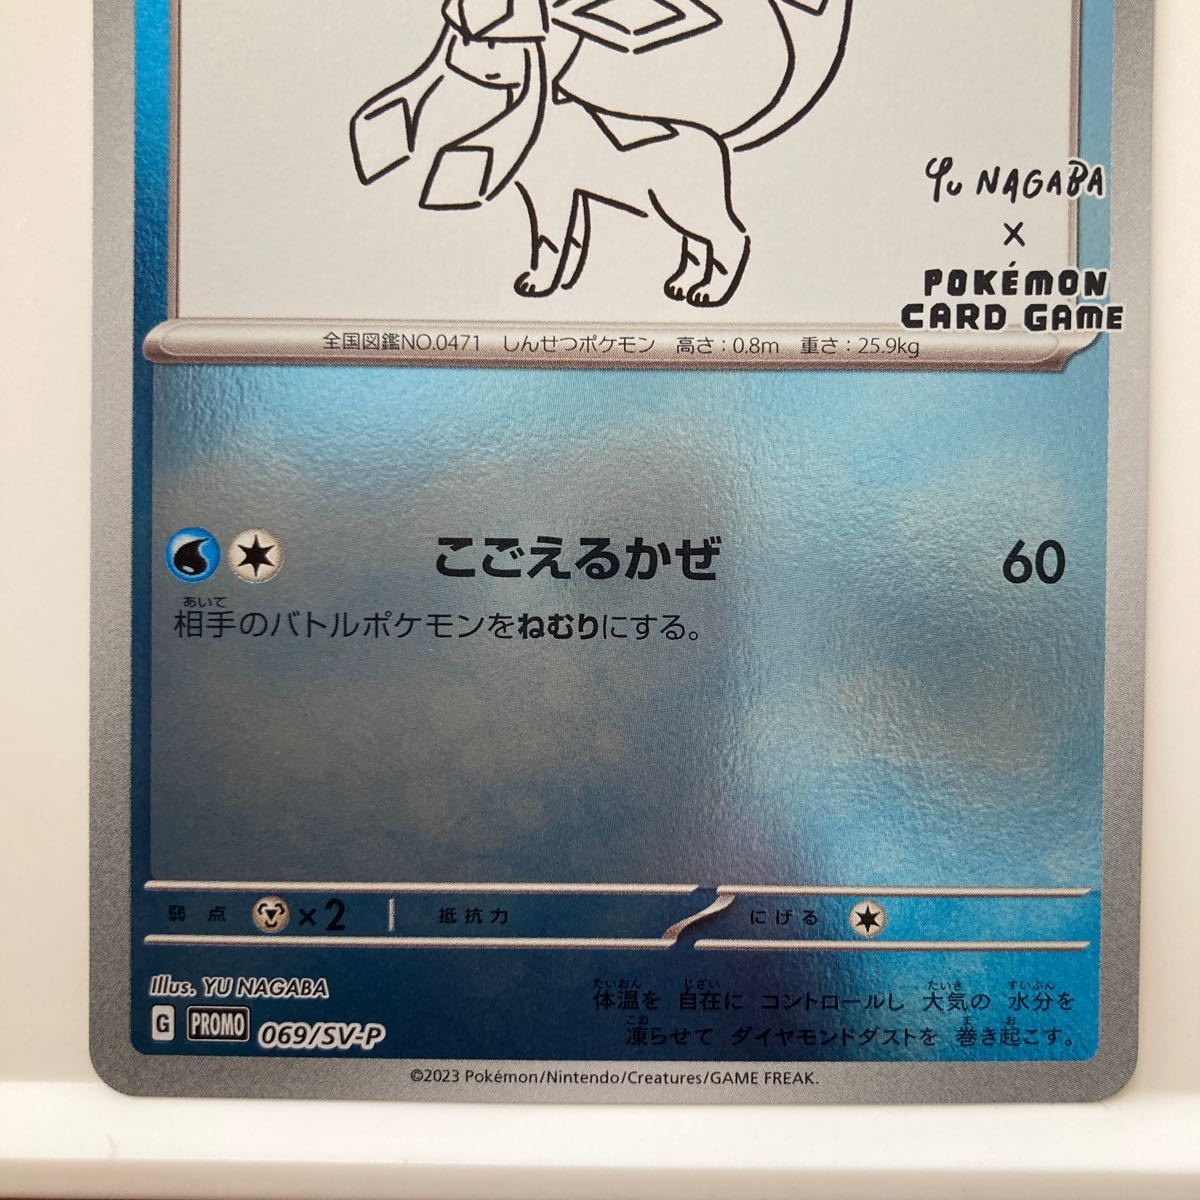 Yu NAGABA
×
POKÉMON
CARD GAME
全国図鑑NO.0471 しんせつポケモン 高さ:0.8m 重さ:25.9kg
こごえるかぜ 60
あいて
相手のバトルポケモンをねむりにする。
弱点 ×2 抵抗力 にげる
Illus. YU NAGABA
G PROMO 069/SV-P
たいおん じざい たいき すいぶん
体温を 自在に コントロールし 大気の 水分を
こお ま お
凍らせて ダイヤモンドダストを 巻き起こす。
©2023 Pokémon/Nintendo/Creatures/GAME FREAK.